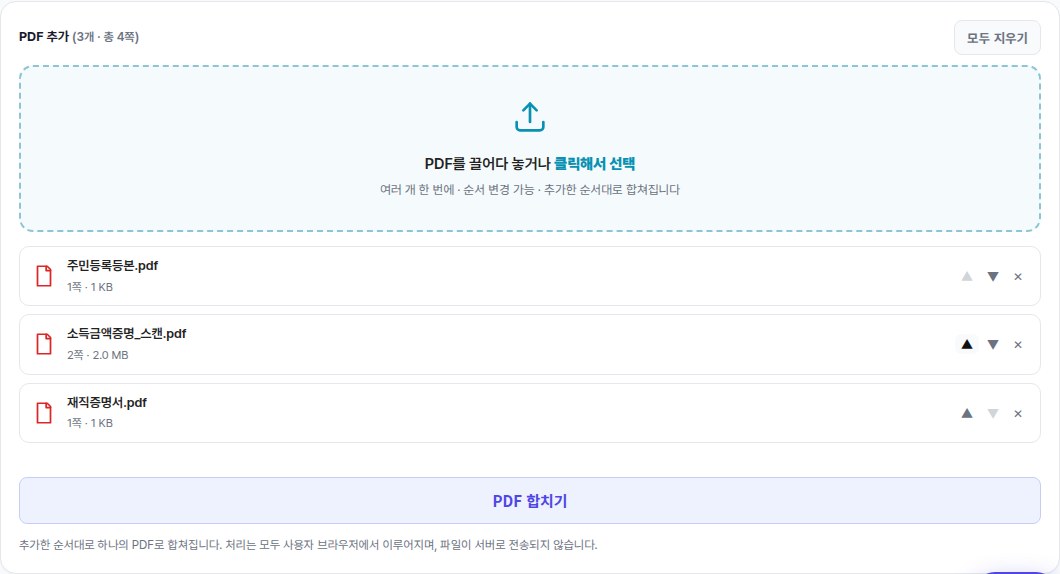 PDF 추가 (3개 · 총 4쪽)
모두 지우기
PDF를 끌어다 놓거나 클릭해서 선택
여러 개 한 번에 · 순서 변경 가능 · 추가한 순서대로 합쳐집니다
주민등록등본.pdf
1쪽 · 1 KB
소득금액증명_스캔.pdf
2쪽 · 2.0 MB
재직증명서.pdf
1쪽 · 1 KB
PDF 합치기
추가한 순서대로 하나의 PDF로 합쳐집니다. 처리는 모두 사용자 브라우저에서 이루어지며, 파일이 서버로 전송되지 않습니다.